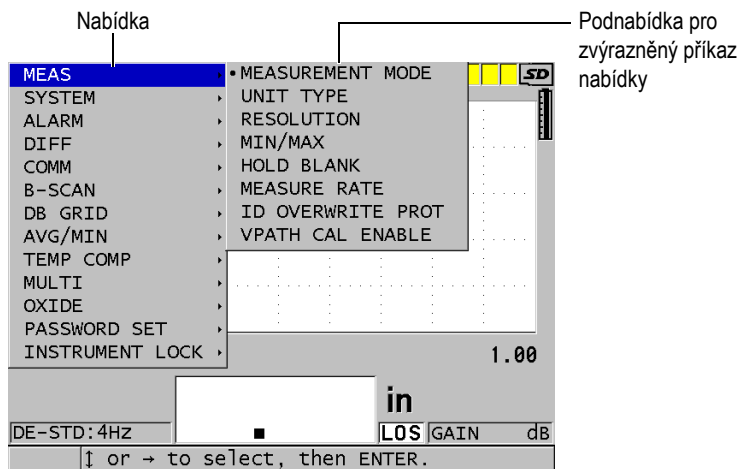 Nabídka
Podnabídka pro
zvýrazněný příkaz
nabídky
MEAS
SYSTEM
ALARM
DIFF
COMM
B-SCAN
DB GRID
AVG/MIN
TEMP COMP
MULTI
OXIDE
PASSWORD SET
INSTRUMENT LOCK
•MEASUREMENT MODE
UNIT TYPE
RESOLUTION
MIN/MAX
HOLD BLANK
MEASURE RATE
ID OVERWRITE PROT
VPATH CAL ENABLE
SD
1.00
in
DE-STD:4Hz
LOS GAIN dB
↕ or → to select, then ENTER.